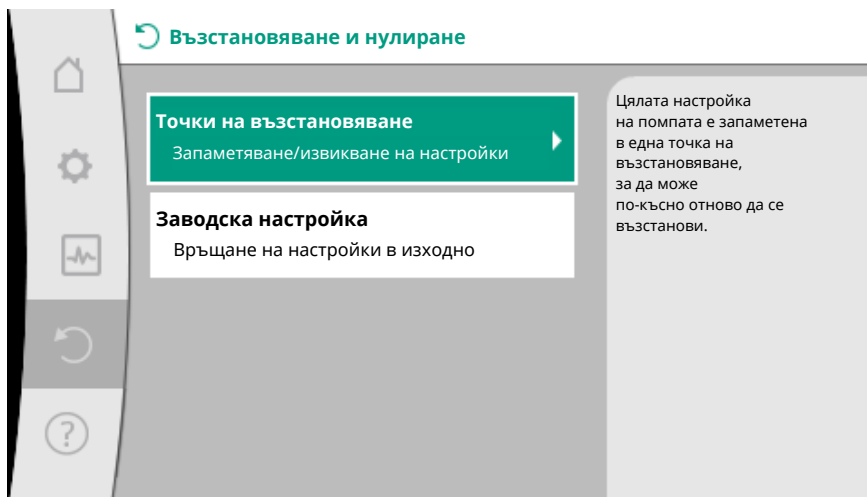 Възстановяване и нулиране
Точки на възстановяване
Запаметяване/извикване на настройки
Заводска настройка
Връщане на настройки в изходно
Цялата настройка
на помпата е запаметена
в една точка на
възстановяване,
за да може
по-късно отново да се
възстанови.
?